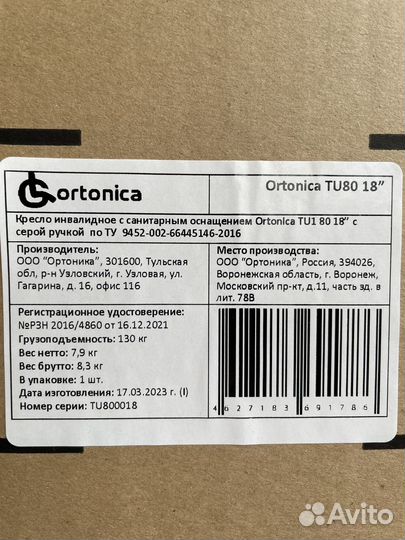 ortonica
Ortonica TU80 18”
Кресло инвалидное с санитарным оснащением Ortonica TU1 80 18” с
серой ручкой по ТУ 9452-002-66445146-2016
Производитель:
ООО “Ортоника”, 301600, Тульская
обл, р-н Узловский, г. Узловая, ул.
Гагарина, д. 16, офис 116
Место производства:
ООО “Ортоника”, Россия, 394026,
Воронежская область, г. Воронеж,
Московский пр-кт, д.11, часть зд. в
лит. 78В
Регистрационное удостоверение:
№РЗН 2016/4860 от 16.12.2021
Грузоподъемность: 130 кг
Вес нетто: 7,9 кг
Вес брутто: 8,3 кг
В упаковке: 1 шт.
Дата изготовления: 17.03.2023 г. (I)
Номер серии: TU800018
4627183691786
Avito